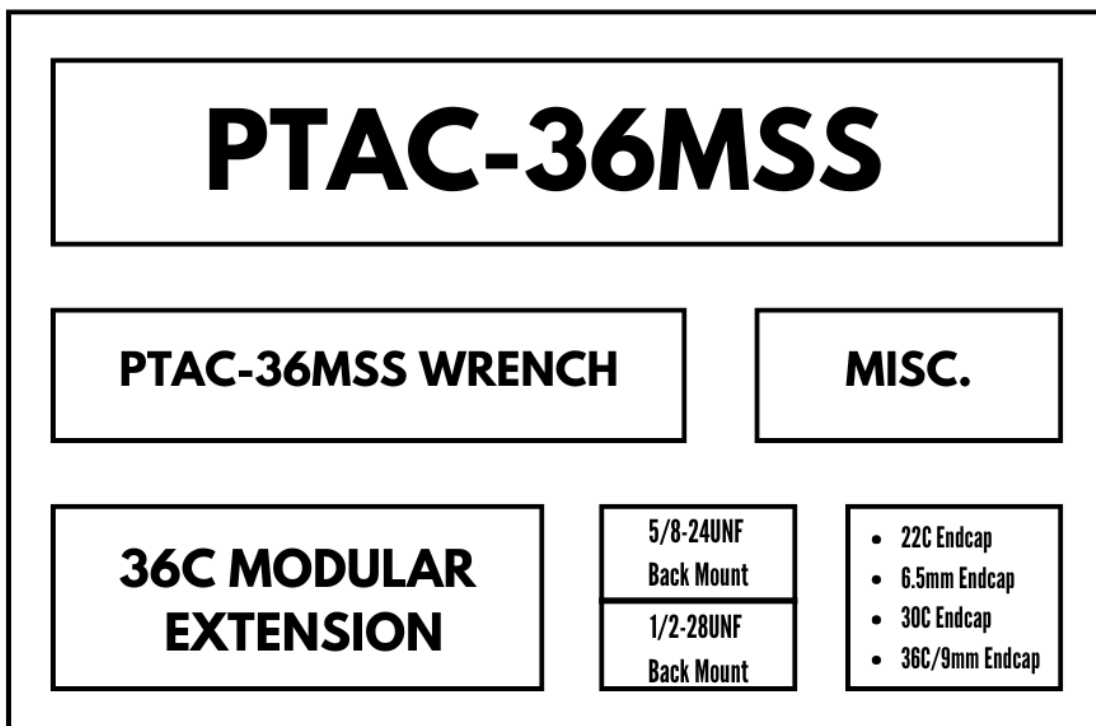 PTAC-36MSS
PTAC-36MSS WRENCH
MISC.
36C MODULAR
EXTENSION
5/8-24UNF
Back Mount
1/2-28UNF
Back Mount
• 22C Endcap
• 6.5mm Endcap
• 30C Endcap
• 36C/9mm Endcap